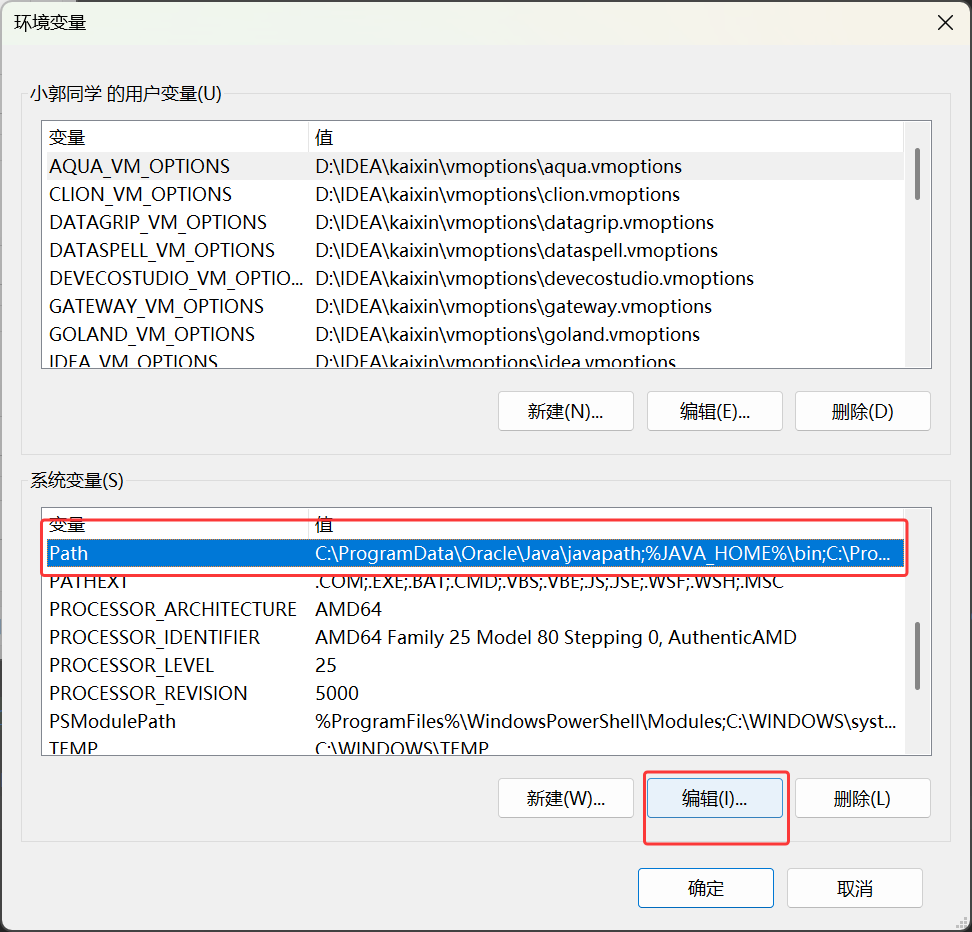 环境变量
小郭同学 的用户变量(U)
变量 值
AQUA_VM_OPTIONS D:\IDEA\kaixin\vmoptions\aqua.vmoptions
CLION_VM_OPTIONS D:\IDEA\kaixin\vmoptions\clion.vmoptions
DATAGRIP_VM_OPTIONS D:\IDEA\kaixin\vmoptions\datagrip.vmoptions
DATASPELL_VM_OPTIONS D:\IDEA\kaixin\vmoptions\dataspell.vmoptions
DEVECOSTUDIO_VM_OPTIO... D:\IDEA\kaixin\vmoptions\devecostudio.vmoptions
GATEWAY_VM_OPTIONS D:\IDEA\kaixin\vmoptions\gateway.vmoptions
GOLAND_VM_OPTIONS D:\IDEA\kaixin\vmoptions\goland.vmoptions
IDEA_VM_OPTIONS D:\IDEA\kaixin\vmoptions\idea.vmoptions
新建(N)... 编辑(E)... 删除(D)
系统变量(S)
变量 值
Path C:\ProgramData\Oracle\Java\javapath;%JAVA_HOME%\bin;C:\Pro...
PATHEXT .COM;.EXE;.BAT;.CMD;.VBS;.VBE;.JS;.JSE;.WSF;.WSH;.MSC
PROCESSOR_ARCHITECTURE AMD64
PROCESSOR_IDENTIFIER AMD64 Family 25 Model 80 Stepping 0, AuthenticAMD
PROCESSOR_LEVEL 25
PROCESSOR_REVISION 5000
PSModulePath %ProgramFiles%\WindowsPowerShell\Modules;C:\WINDOWS\syst...
TEMP C:\WINDOWS\TEMP
新建(W)... 编辑(I)... 删除(L)
确定 取消